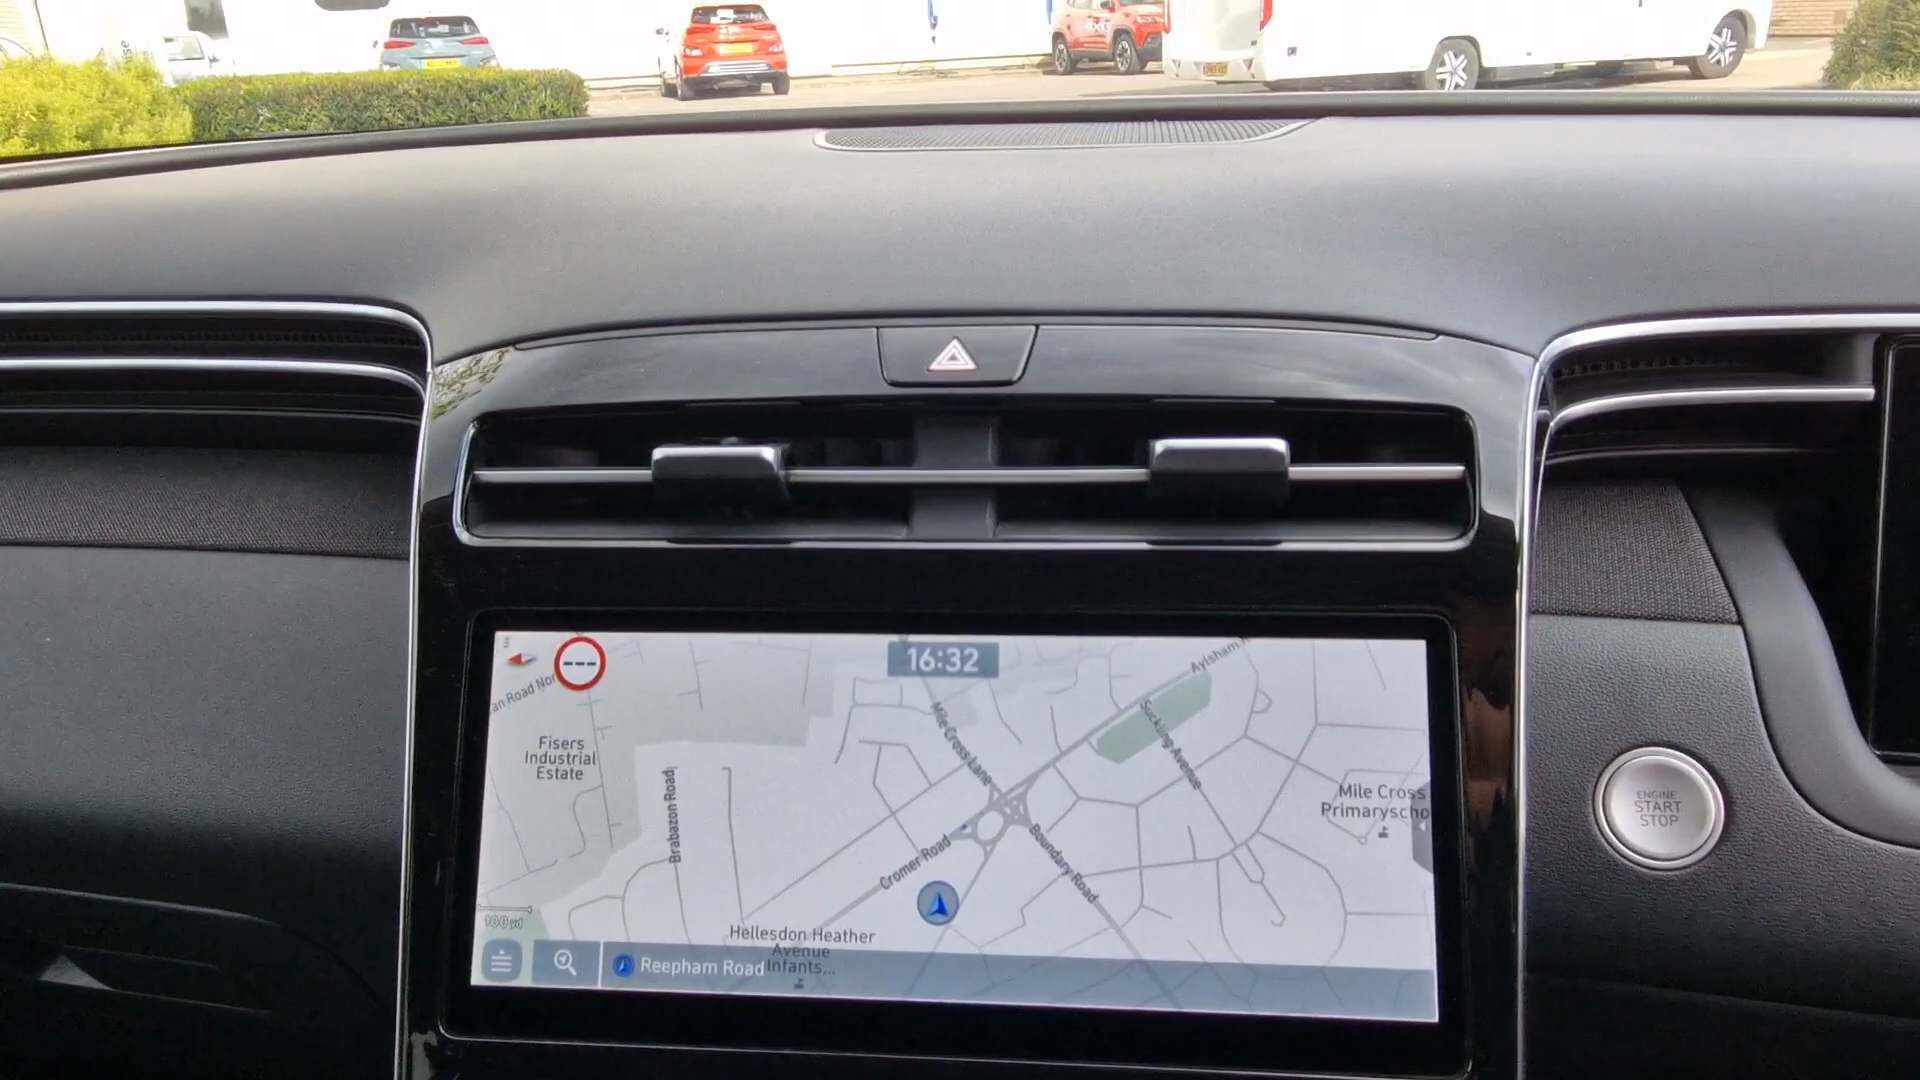 16:32
an Road Nor
Aylsham R
Mile Cross Lane
Suckling Avenue
Fisers
Industrial
Estate
Brabazon Road
Mile Cross
Primaryscho
Cromer Road
Boundary Road
100 yd
Hellesdon Heather
Avenue
Infants...
Reepham Road
ENGINE
START
STOP